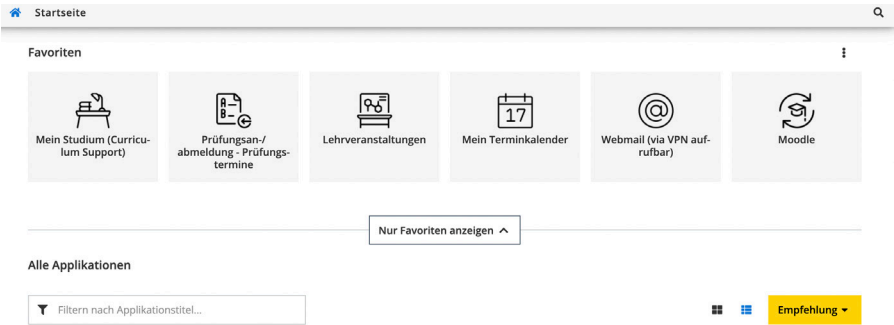 Startseite
Favoriten
Mein Studium (Curricu-
lum Support)
Prüfungsan-/
abmeldung - Prüfungs-
termine
Lehrveranstaltungen
17
Mein Terminkalender
Webmail (via VPN auf-
rufbar)
Moodle
Nur Favoriten anzeigen
Alle Applikationen
Filtern nach Applikationstitel...
Empfehlung